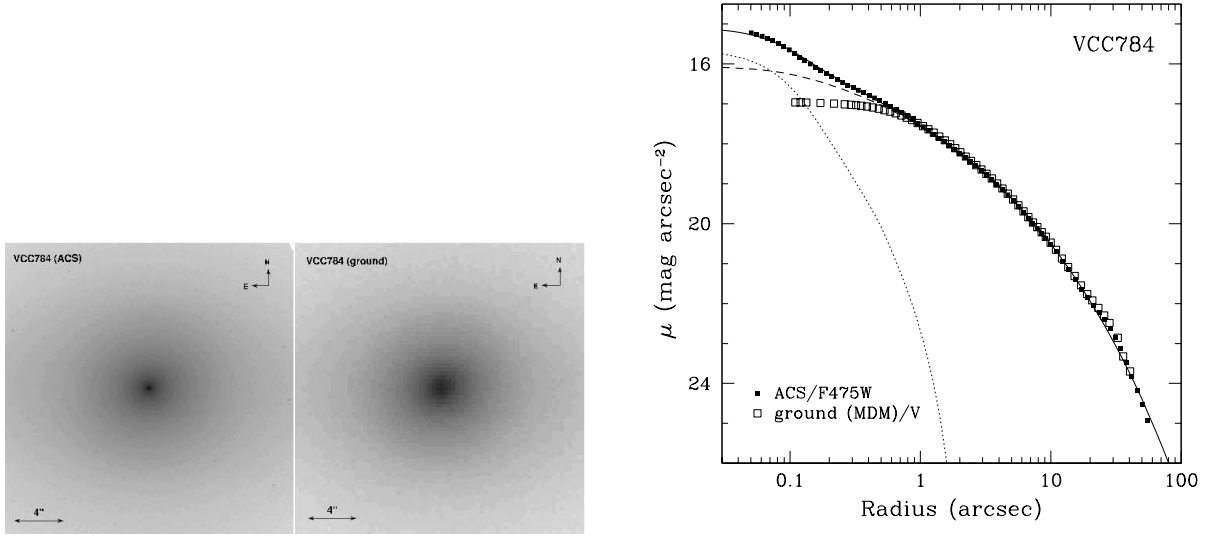 VCC784 (ACS)
N
E
4"
VCC784 (ground)
N
E
4"
VCC784
16
20
24
μ (mag arcsec⁻²)
ACS/F475W
ground (MDM)/V
0.1 1 10 100
Radius (arcsec)